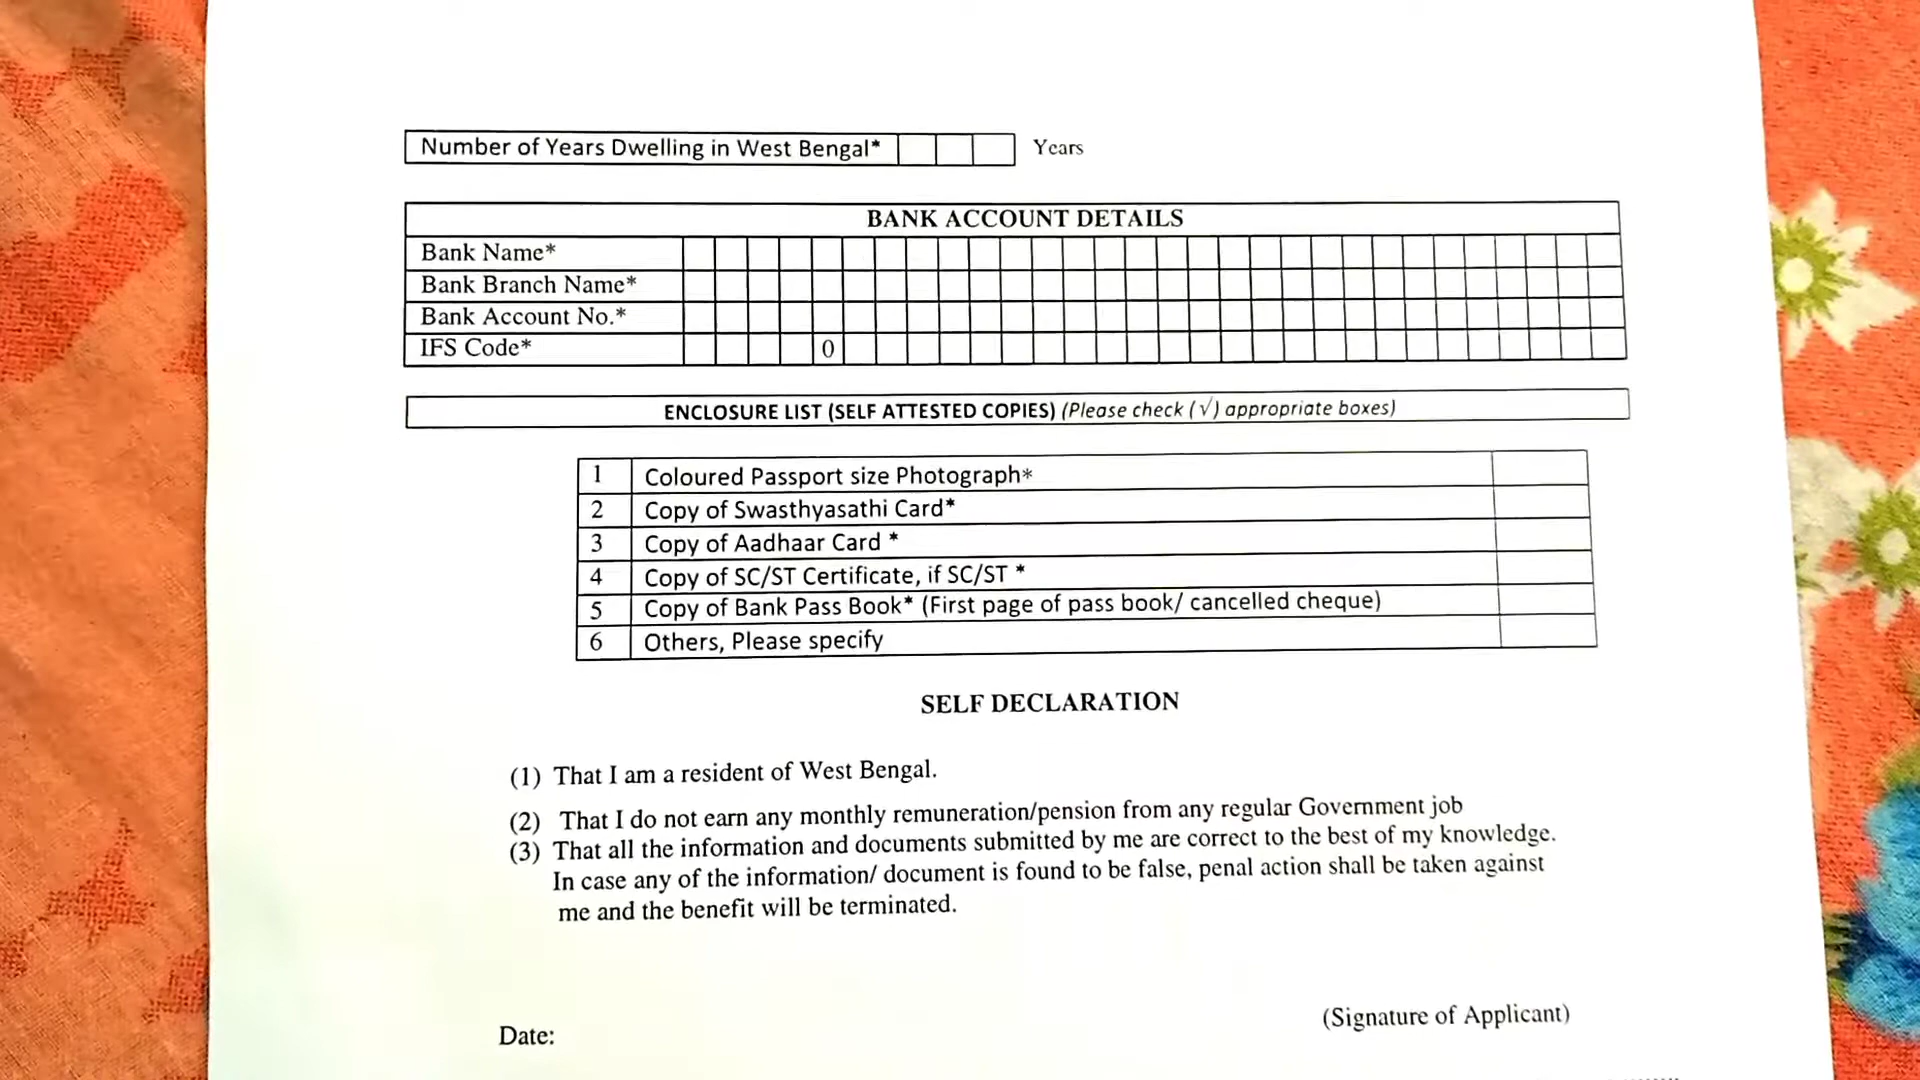 Number of Years Dwelling in West Bengal* Years
BANK ACCOUNT DETAILS
Bank Name*
Bank Branch Name*
Bank Account No.*
IFS Code* 0
ENCLOSURE LIST (SELF ATTESTED COPIES) (Please check (√) appropriate boxes)
1 Coloured Passport size Photograph*
2 Copy of Swasthyasathi Card*
3 Copy of Aadhaar Card *
4 Copy of SC/ST Certificate, if SC/ST *
5 Copy of Bank Pass Book* (First page of pass book/ cancelled cheque)
6 Others, Please specify
SELF DECLARATION
(1) That I am a resident of West Bengal.
(2) That I do not earn any monthly remuneration/pension from any regular Government job
(3) That all the information and documents submitted by me are correct to the best of my knowledge.
In case any of the information/ document is found to be false, penal action shall be taken against
me and the benefit will be terminated.
(Signature of Applicant)
Date: